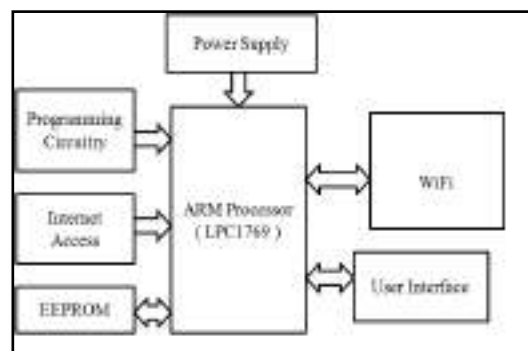 Power Supply
Programming
Circuitry
ARM Processor
( LPC1769 )
WiFi
Internet
Access
User Interface
EEPROM